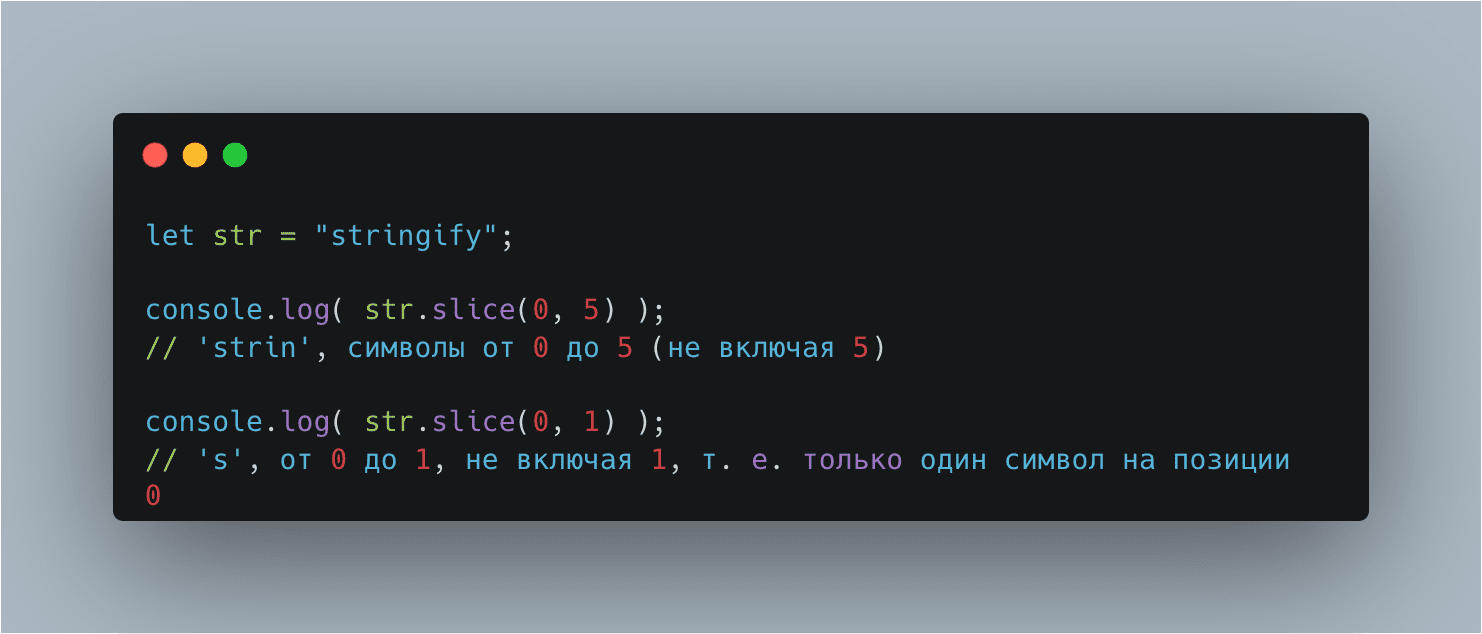 let str = "stringify";
console.log( str.slice(0, 5) );
// 'strin', символы от 0 до 5 (не включая 5)
console.log( str.slice(0, 1) );
// 's', от 0 до 1, не включая 1, т. е. только один символ на позиции
0